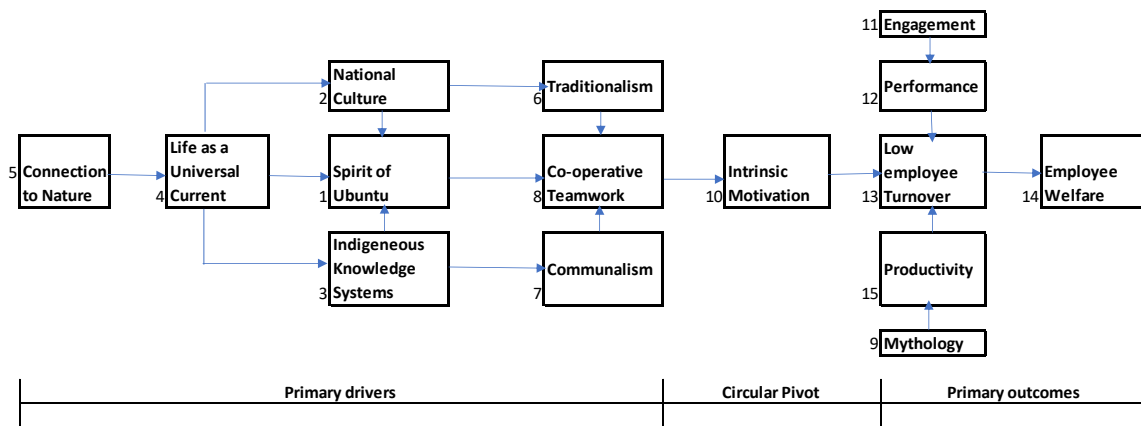 11 Engagement
National
Culture
2
6 Traditionalism
12 Performance
5 Connection
to Nature
Life as a
Universal
4 Current
Spirit of
1 Ubuntu
Co-operative
8 Teamwork
Intrinsic
10 Motivation
Low
employee
13 Turnover
Employee
14 Welfare
Indigeneous
Knowledge
3 Systems
Communalism
7
Productivity
15
9 Mythology
Primary drivers
Circular Pivot
Primary outcomes